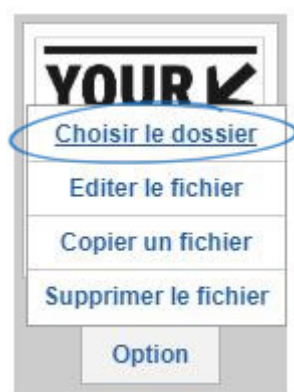 YOUR
Choisir le dossier
Editer le fichier
Copier un fichier
Supprimer le fichier
Option